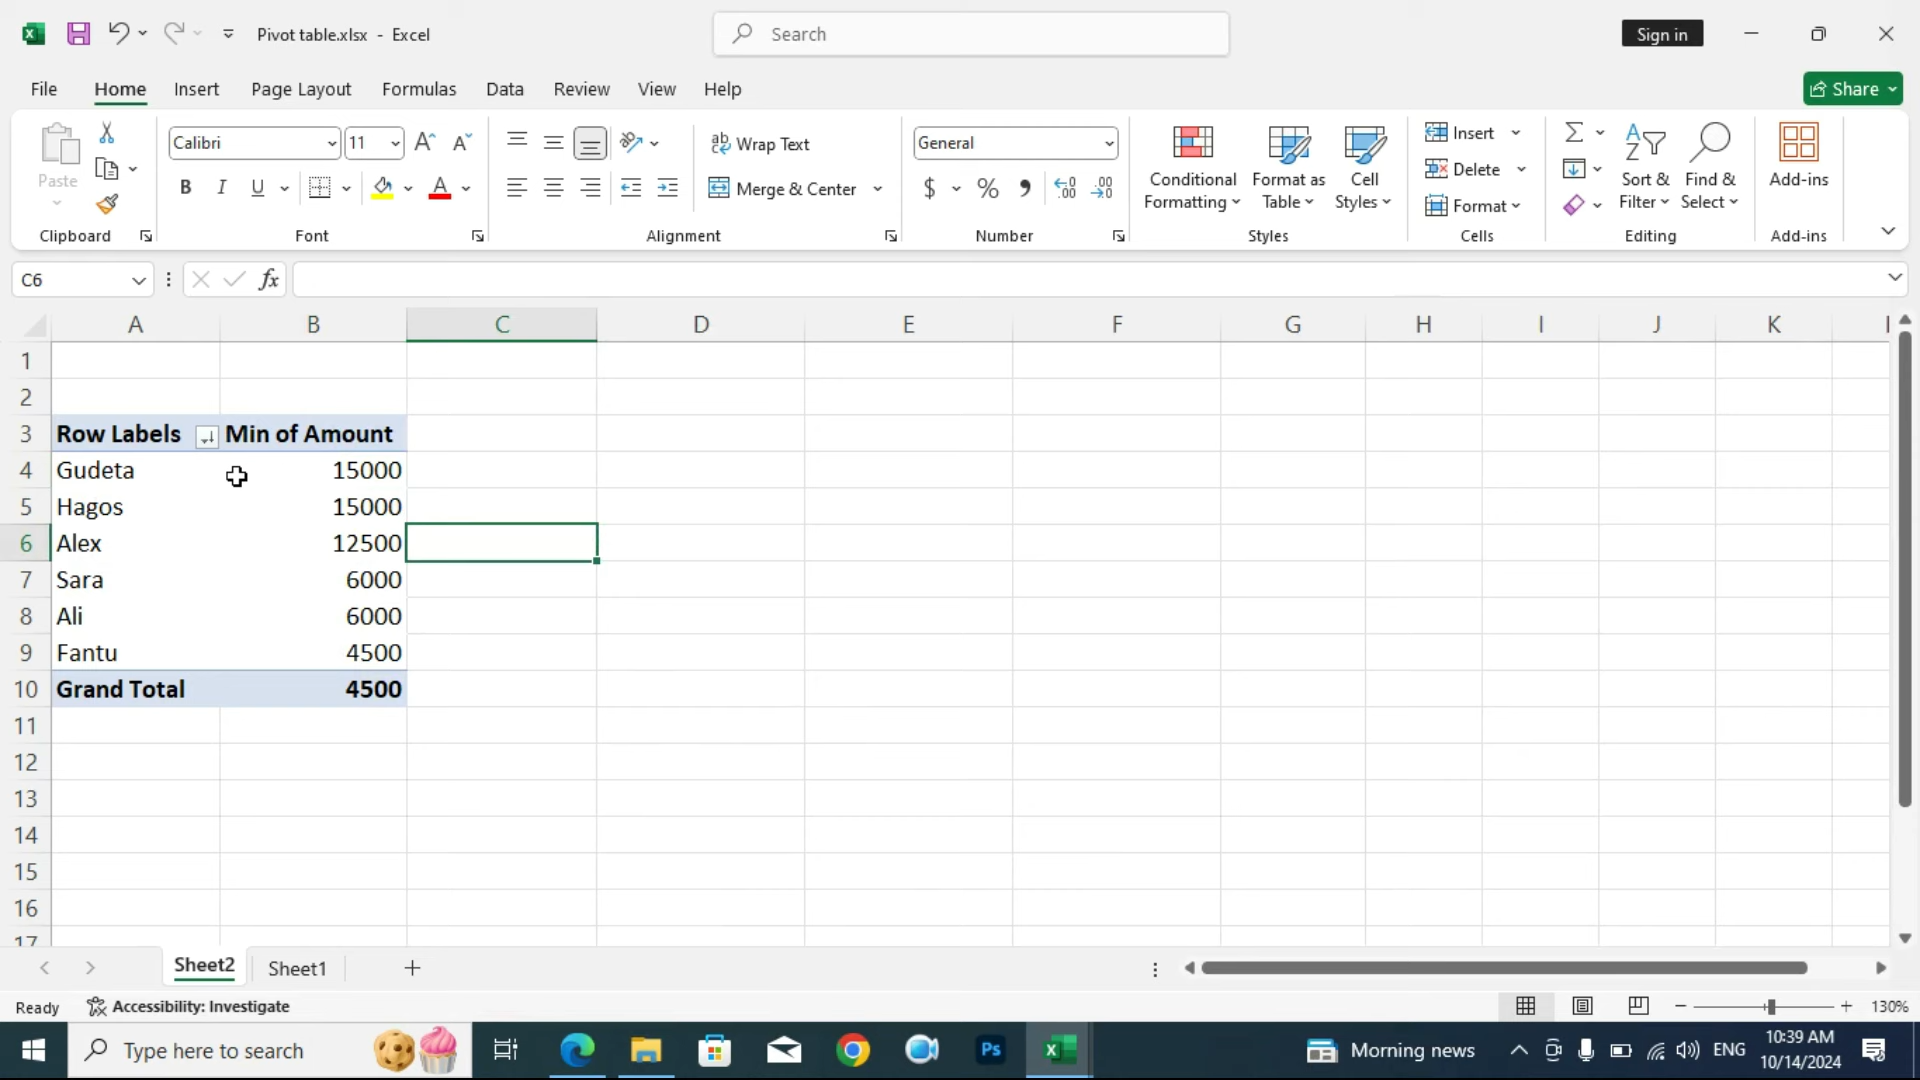 Pivot table.xlsx - Excel
Search
Sign in
File Home Insert Page Layout Formulas Data Review View Help
Share
Paste
Clipboard
Calibri 11
B I U A
Font
Wrap Text
Merge & Center
Alignment
General
$ % ,
Number
Conditional Formatting
Format as Table
Cell Styles
Styles
Insert
Delete
Format
Cells
Sort & Filter
Find & Select
Editing
Add-ins
Add-ins
C6
fx
A B C D E F G H I J K
1
2
3 Row Labels Min of Amount
4 Gudeta 15000
5 Hagos 15000
6 Alex 12500
7 Sara 6000
8 Ali 6000
9 Fantu 4500
10 Grand Total 4500
11
12
13
14
15
16
17
Sheet2 Sheet1
Ready
Accessibility: Investigate
130%
Type here to search
Ps
Morning news
ENG
10:39 AM
10/14/2024